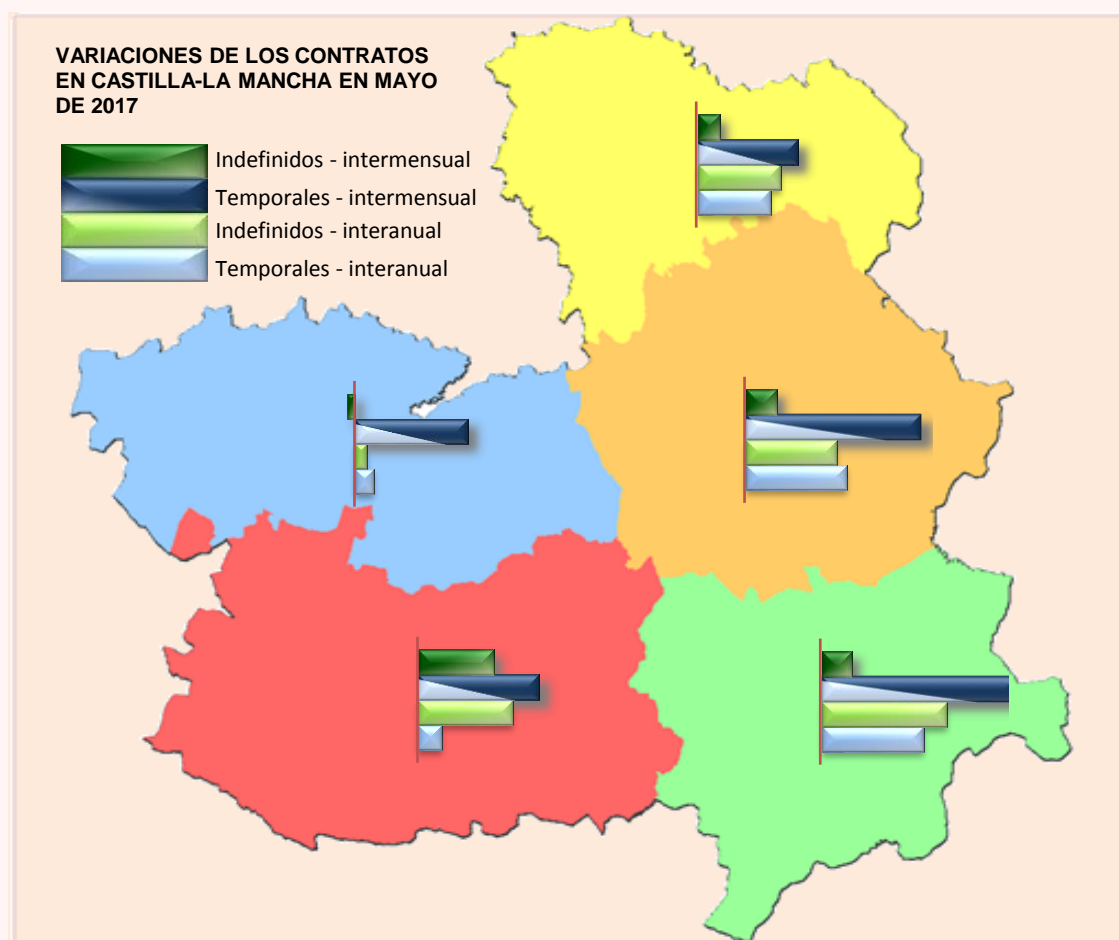 VARIACIONES DE LOS CONTRATOS
EN CASTILLA-LA MANCHA EN MAYO
DE 2017
Indefinidos - intermensual
Temporales - intermensual
Indefinidos - interanual
Temporales - interanual